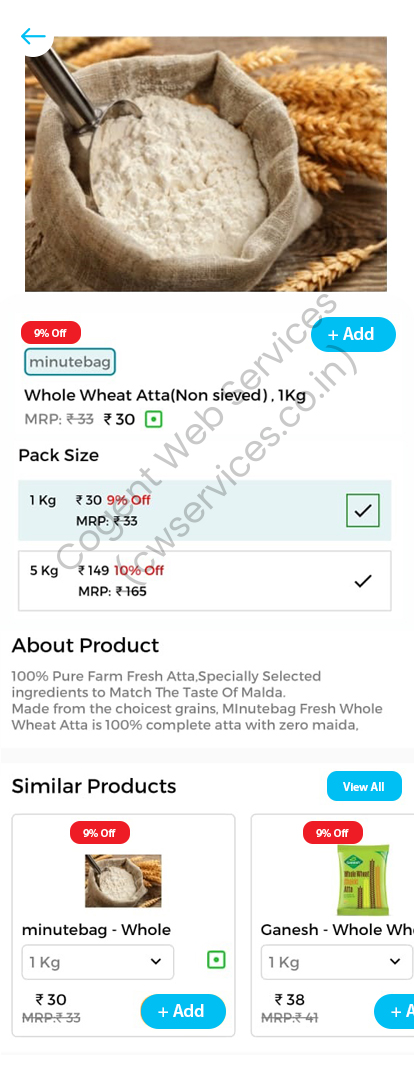 9% Off
+ Add
minutebag
Whole Wheat Atta(Non sieved) , 1Kg
MRP: ₹ 33 ₹ 30
Pack Size
1 Kg ₹ 30 9% Off
MRP: ₹ 33
5 Kg ₹ 149 10% Off
MRP: ₹ 165
Cogent Web Services
(cwservices.co.in)
About Product
100% Pure Farm Fresh Atta,Specially Selected
ingredients to Match The Taste Of Malda.
Made from the choicest grains, MInutebag Fresh Whole
Wheat Atta is 100% complete atta with zero maida,
Similar Products
View All
9% Off
minutebag - Whole
1 Kg
₹ 30
MRP.₹ 33
+ Add
9% Off
Whole Wheat
Atta
Ganesh - Whole Whe
1 Kg
₹ 38
MRP.₹ 41
+ A